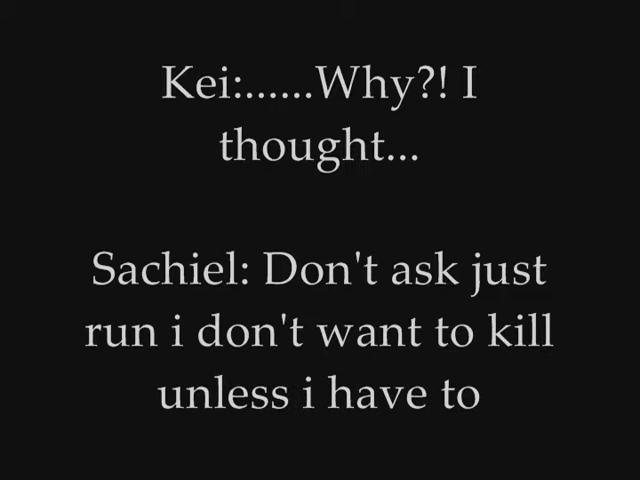 Kei:......Why?! I
thought...
Sachiel: Don't ask just
run i don't want to kill
unless i have to